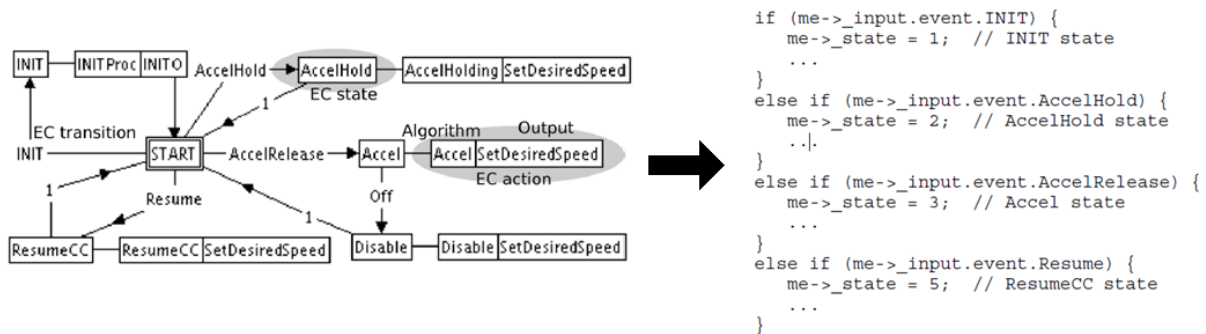 INIT
INITProc INITO
AccelHold
AccelHold
AccelHolding SetDesiredSpeed
EC state
1
EC transition
Algorithm
Output
INIT
START
AccelRelease
Accel
Accel SetDesiredSpeed
EC action
1
Resume
Off
1
ResumeCC
ResumeCC SetDesiredSpeed
Disable
Disable SetDesiredSpeed
if (me->_input.event.INIT) {
me->_state = 1;  // INIT state
...
}
else if (me->_input.event.AccelHold) {
me->_state = 2;  // AccelHold state
...
}
else if (me->_input.event.AccelRelease) {
me->_state = 3;  // Accel state
...
}
else if (me->_input.event.Resume) {
me->_state = 5;  // ResumeCC state
...
}